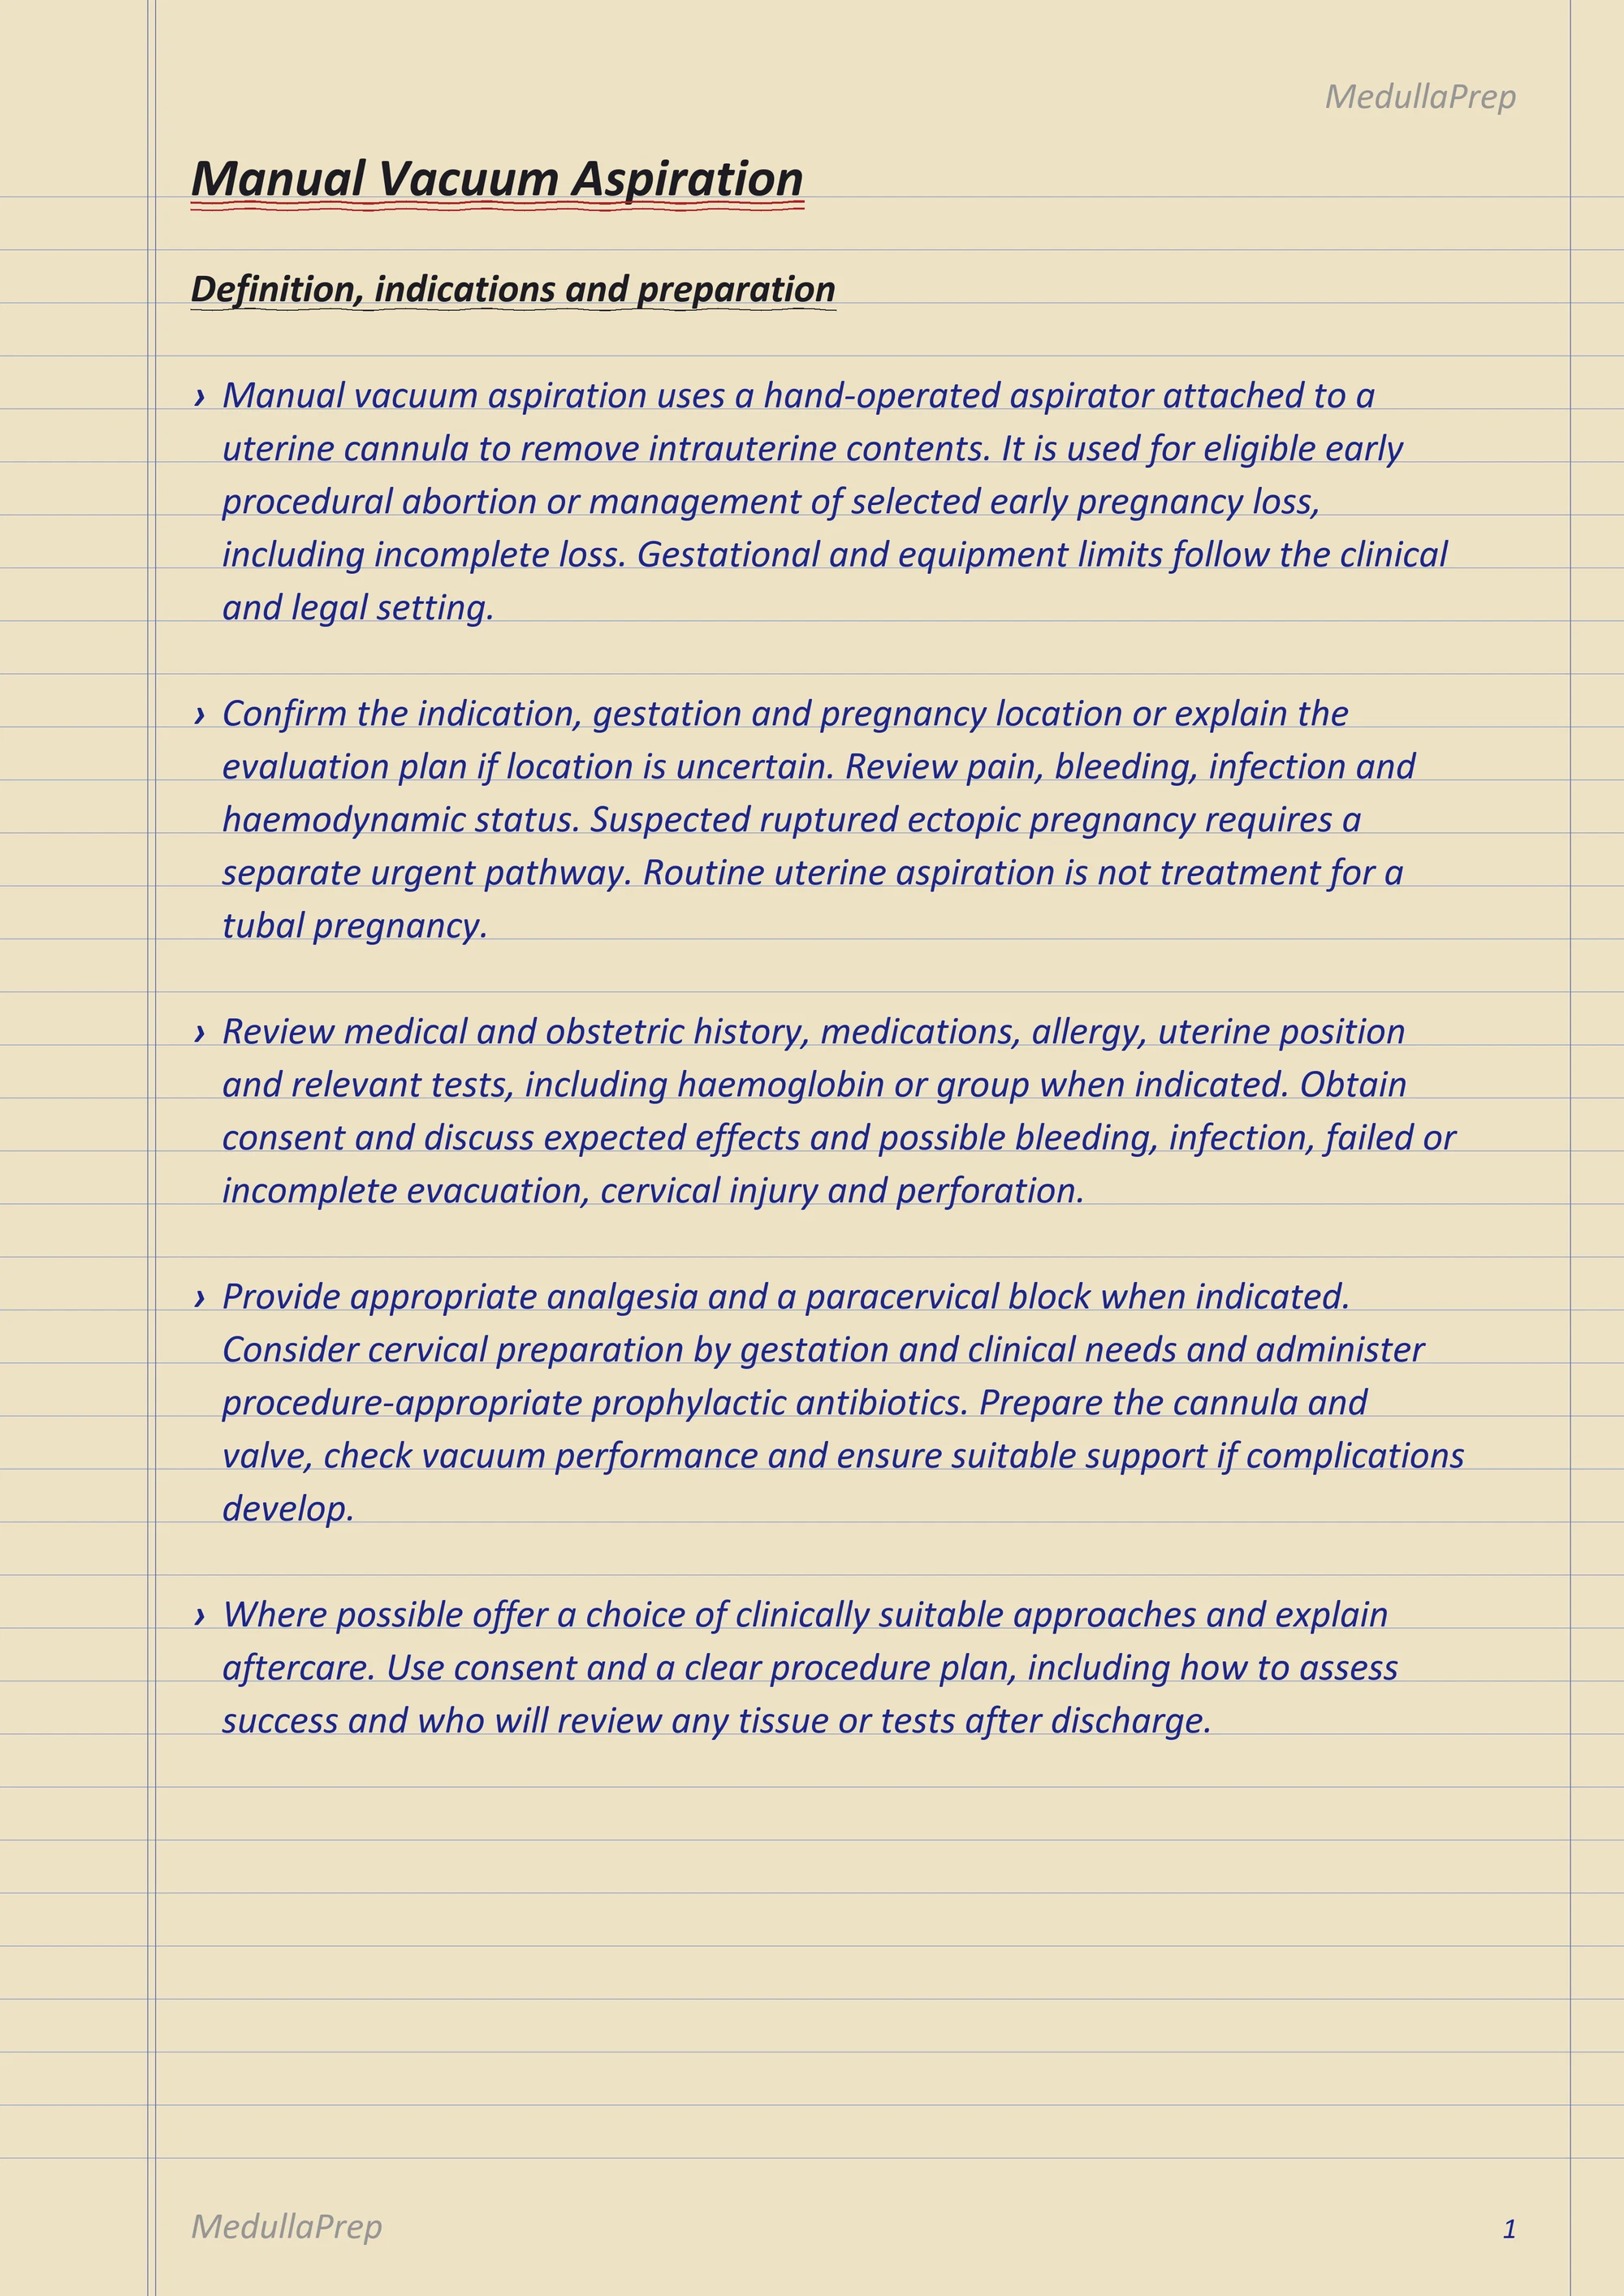 MedullaPrep
Manual Vacuum Aspiration
Definition, indications and preparation
› Manual vacuum aspiration uses a hand-operated aspirator attached to a
uterine cannula to remove intrauterine contents. It is used for eligible early
procedural abortion or management of selected early pregnancy loss,
including incomplete loss. Gestational and equipment limits follow the clinical
and legal setting.
› Confirm the indication, gestation and pregnancy location or explain the
evaluation plan if location is uncertain. Review pain, bleeding, infection and
haemodynamic status. Suspected ruptured ectopic pregnancy requires a
separate urgent pathway. Routine uterine aspiration is not treatment for a
tubal pregnancy.
› Review medical and obstetric history, medications, allergy, uterine position
and relevant tests, including haemoglobin or group when indicated. Obtain
consent and discuss expected effects and possible bleeding, infection, failed or
incomplete evacuation, cervical injury and perforation.
› Provide appropriate analgesia and a paracervical block when indicated.
Consider cervical preparation by gestation and clinical needs and administer
procedure-appropriate prophylactic antibiotics. Prepare the cannula and
valve, check vacuum performance and ensure suitable support if complications
develop.
› Where possible offer a choice of clinically suitable approaches and explain
aftercare. Use consent and a clear procedure plan, including how to assess
success and who will review any tissue or tests after discharge.
MedullaPrep
1